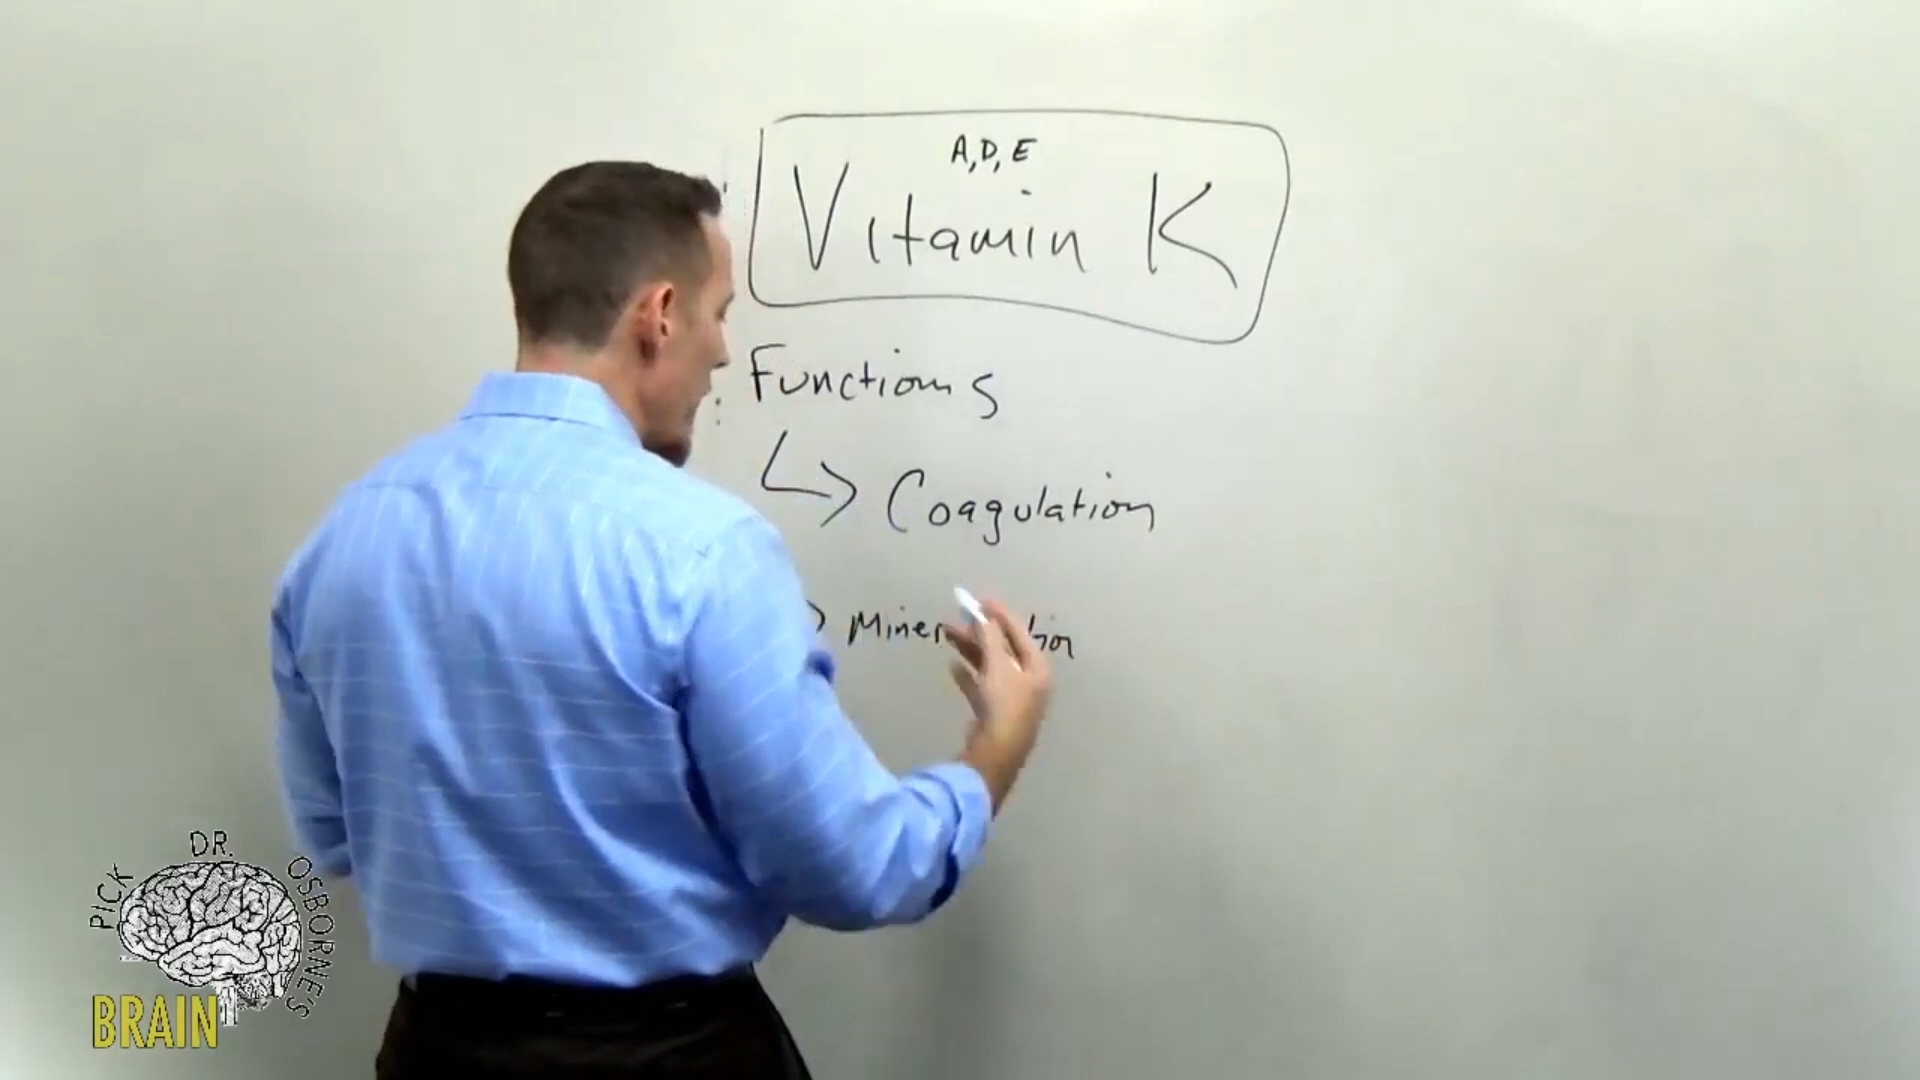 A, D, E
Vitamin K
Functions
Coagulation
PICK DR. OSBORNE'S
BRAIN